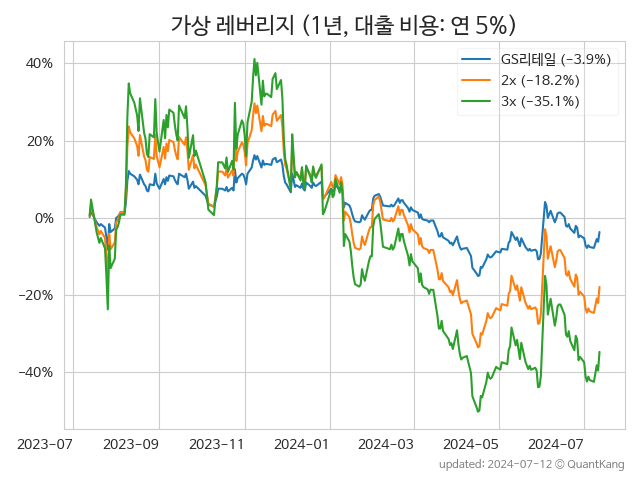 가상 레버리지 (1년, 대출 비용: 연 5%)
GS리테일 (−3.9%)
2x (−18.2%)
3x (−35.1%)
40%
20%
0%
−20%
−40%
2023-07 2023-09 2023-11 2024-01 2024-03 2024-05 2024-07
updated: 2024-07-12 © QuantKang